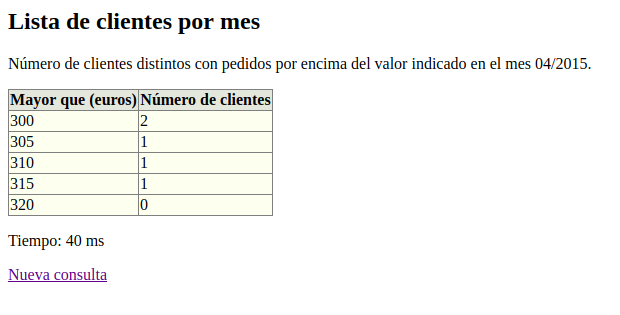 Lista de clientes por mes
Número de clientes distintos con pedidos por encima del valor indicado en el mes 04/2015.
Mayor que (euros) Número de clientes
300 2
305 1
310 1
315 1
320 0
Tiempo: 40 ms
Nueva consulta